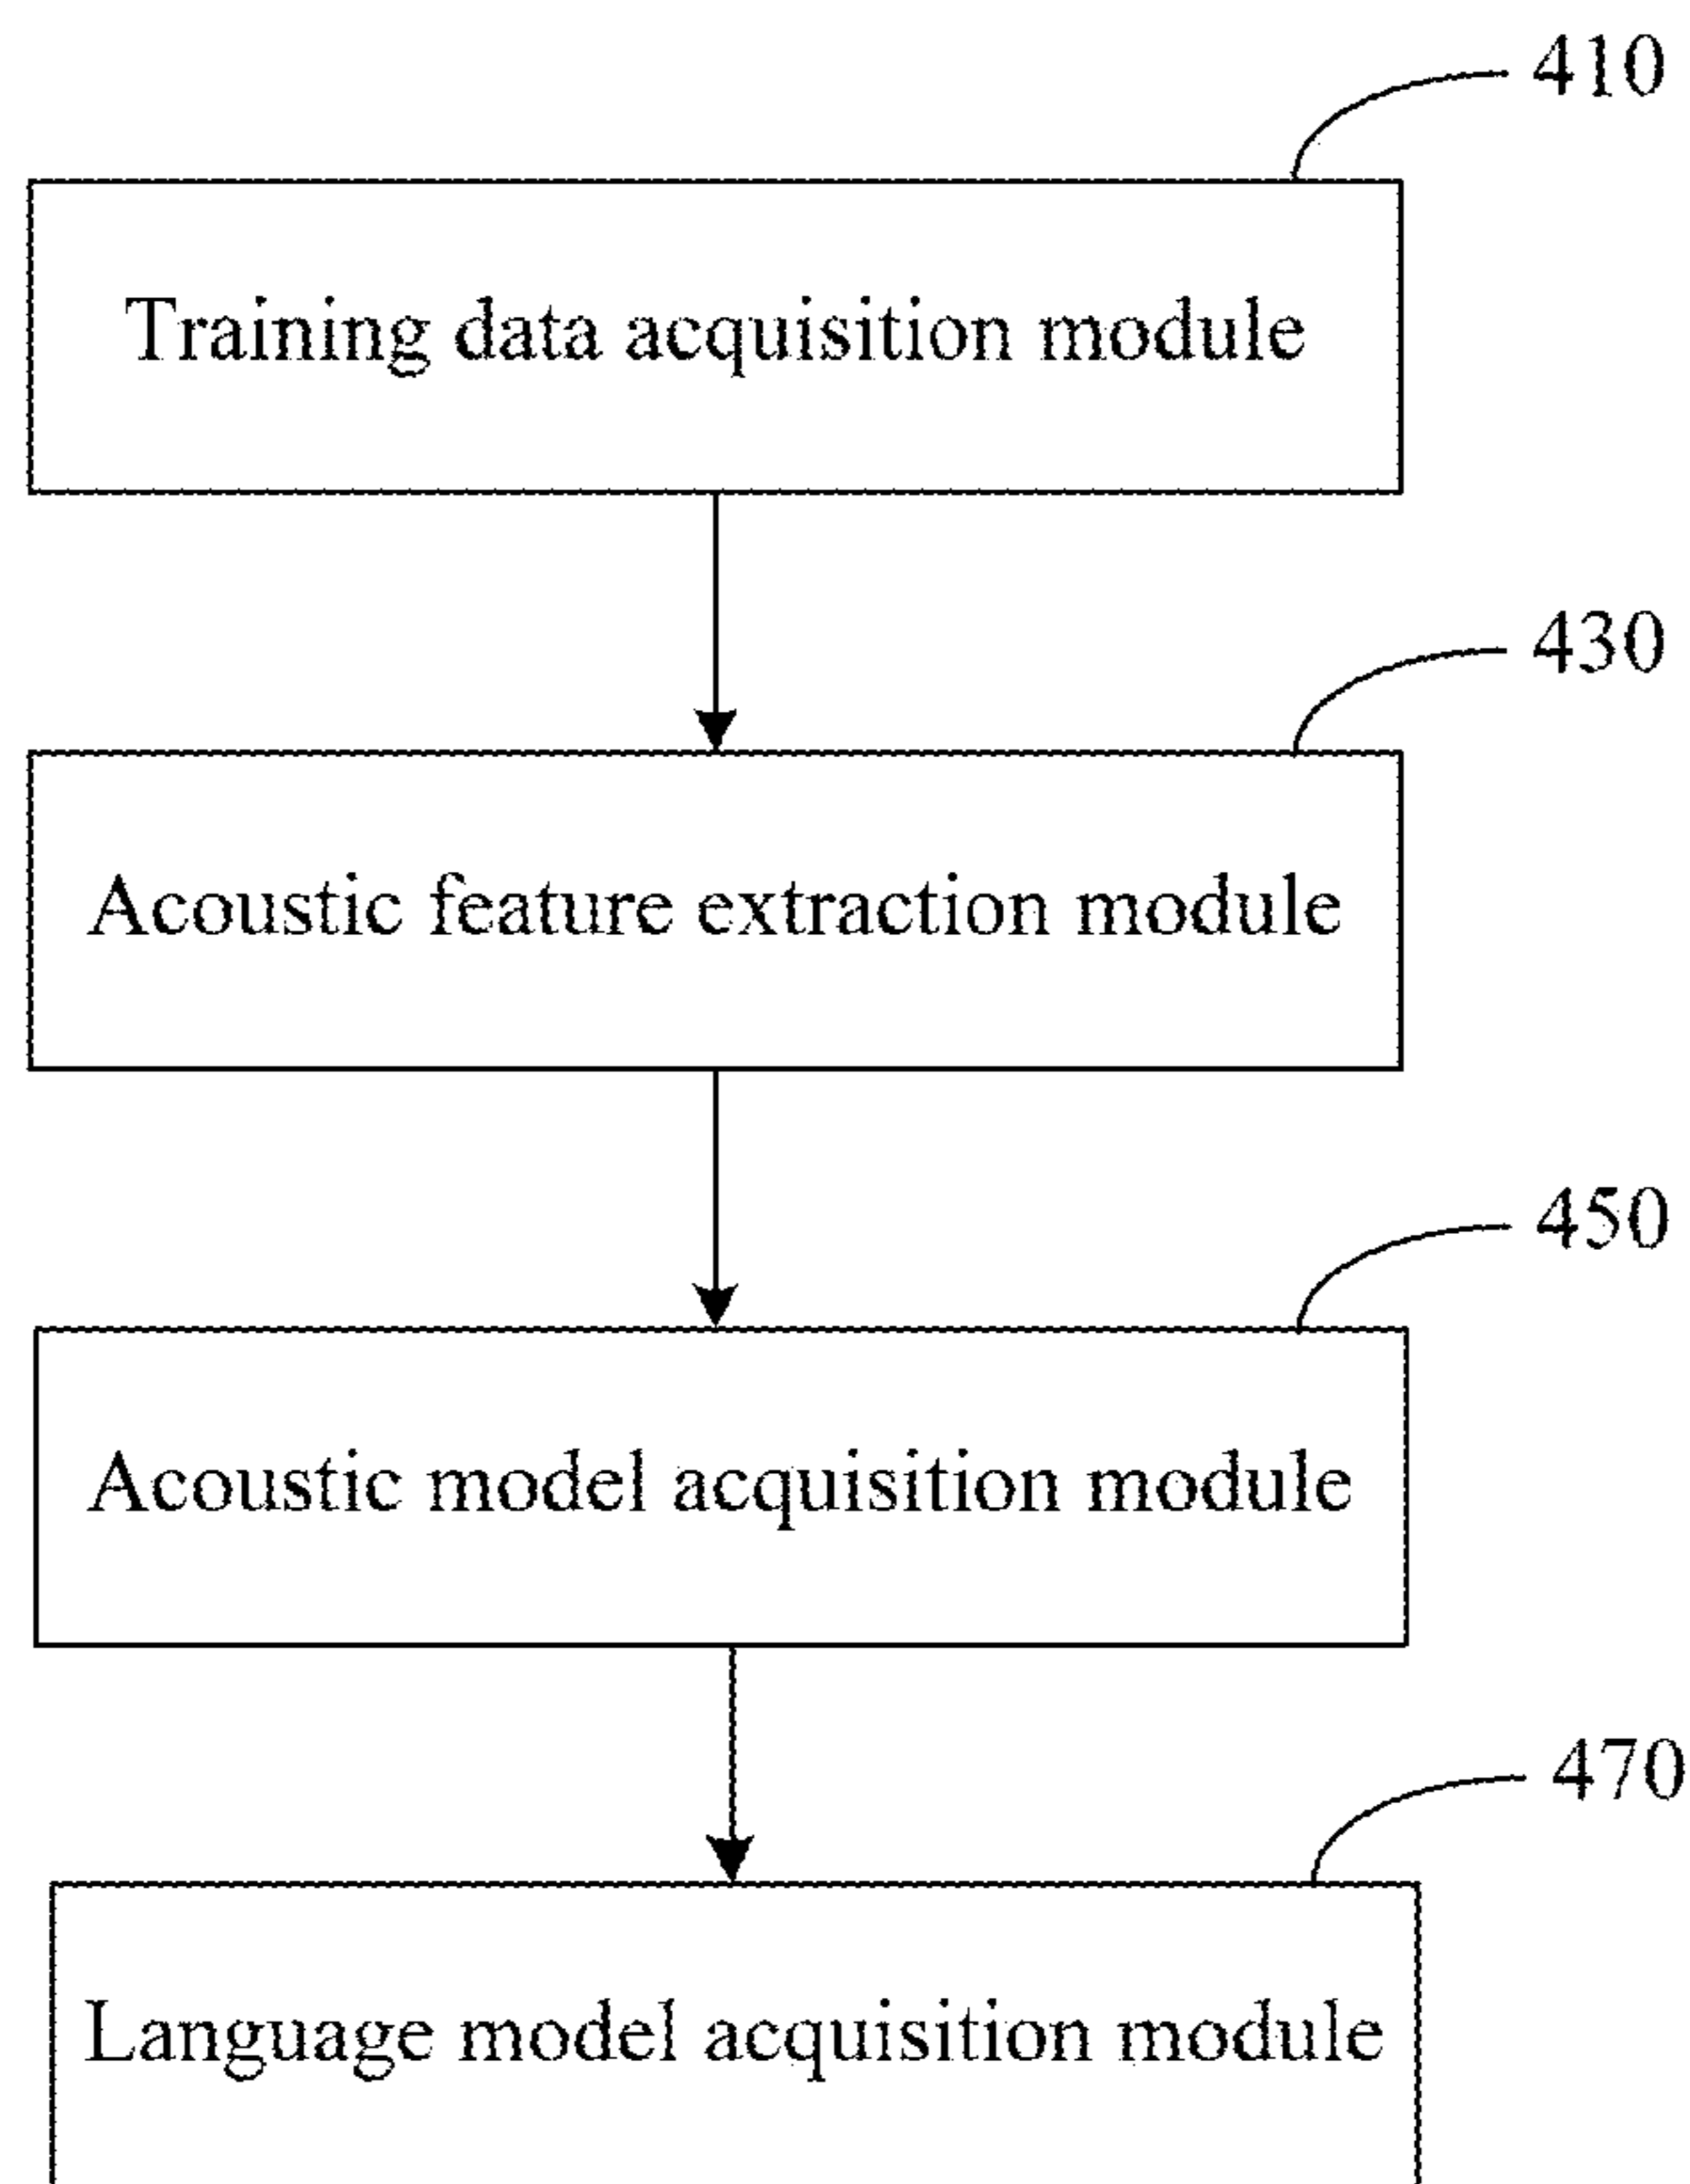 410
Training data acquisition module
430
Acoustic feature extraction module
450
Acoustic model acquisition module
470
Language model acquisition module